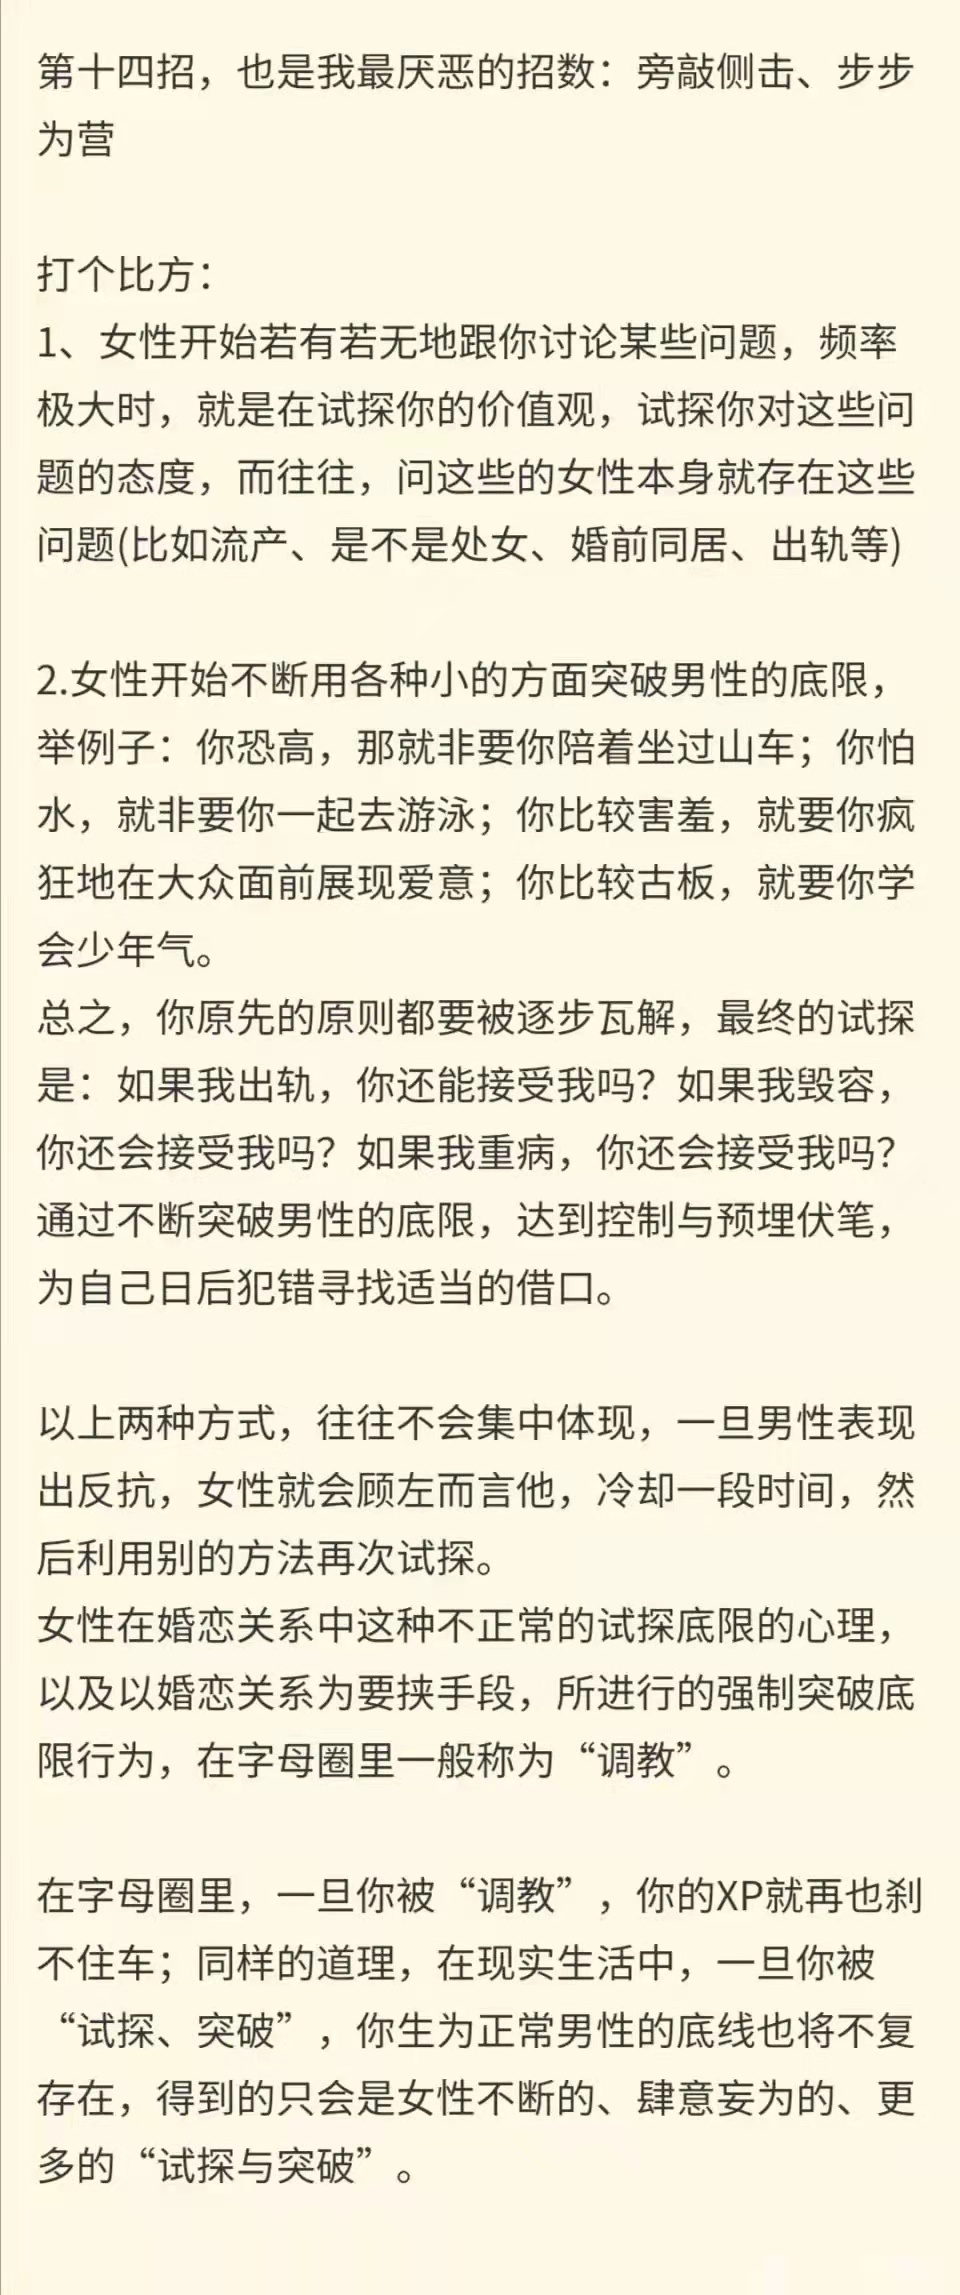 第十四招，也是我最厌恶的招数：旁敲侧击、步步
为营
打个比方：
1、女性开始若有若无地跟你讨论某些问题，频率
极大时，就是在试探你的价值观，试探你对这些问
题的态度，而往往，问这些的女性本身就存在这些
问题(比如流产、是不是处女、婚前同居、出轨等)
2.女性开始不断用各种小的方面突破男性的底限，
举例子：你恐高，那就非要你陪着坐过山车；你怕
水，就非要你一起去游泳；你比较害羞，就要你疯
狂地在大众面前展现爱意；你比较古板，就要你学
会少年气。
总之，你原先的原则都要被逐步瓦解，最终的试探
是：如果我出轨，你还能接受我吗？如果我毁容，
你还会接受我吗？如果我重病，你还会接受我吗？
通过不断突破男性的底限，达到控制与预埋伏笔，
为自己日后犯错寻找适当的借口。
以上两种方式，往往不会集中体现，一旦男性表现
出反抗，女性就会顾左而言他，冷却一段时间，然
后利用别的方法再次试探。
女性在婚恋关系中这种不正常的试探底限的心理，
以及以婚恋关系为要挟手段，所进行的强制突破底
限行为，在字母圈里一般称为“调教”。
在字母圈里，一旦你被“调教”，你的XP就再也刹
不住车；同样的道理，在现实生活中，一旦你被
“试探、突破”，你生为正常男性的底线也将不复
存在，得到的只会是女性不断的、肆意妄为的、更
多的“试探与突破”。